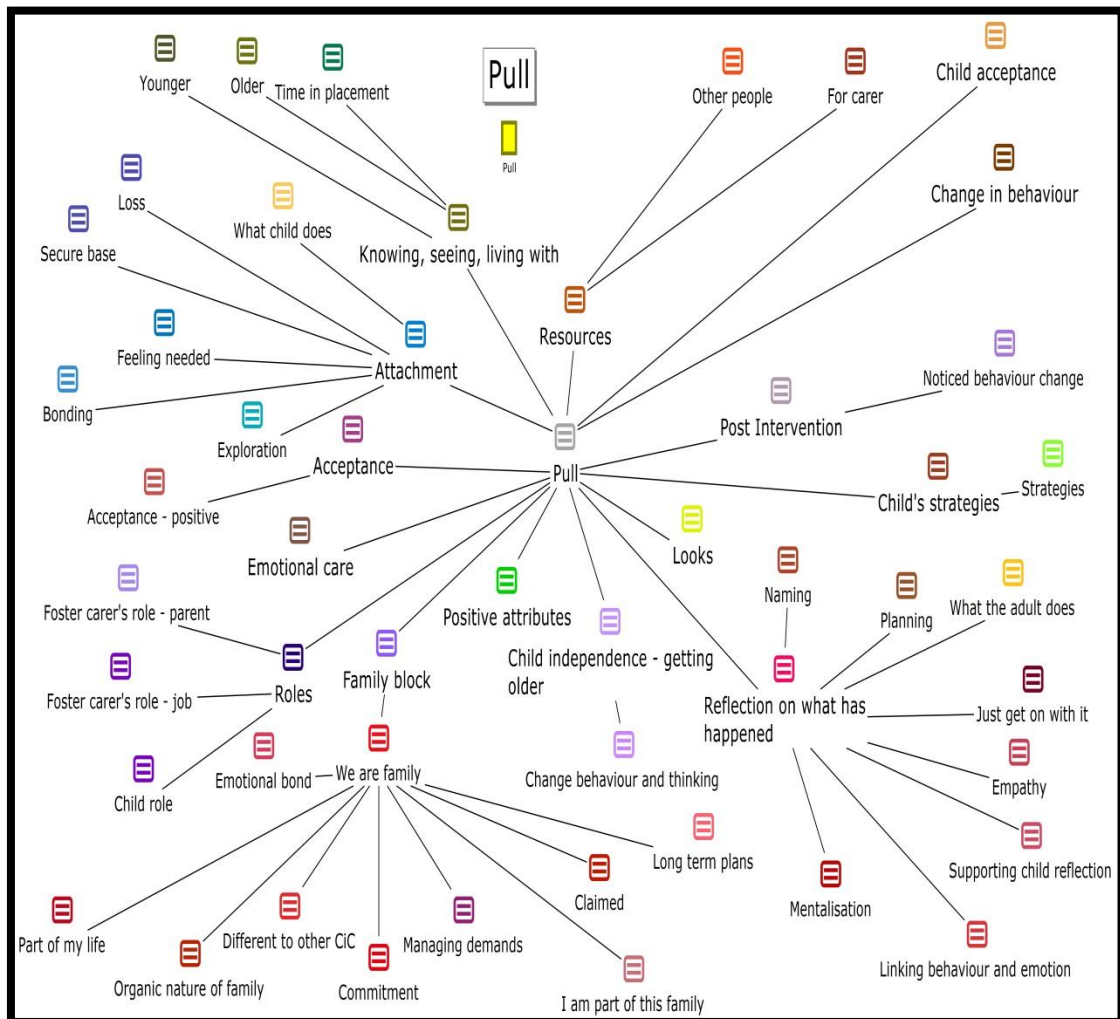 Pull
Pull
Younger
Older
Time in placement
Other people
For carer
Child acceptance
Loss
What child does
Change in behaviour
Secure base
Knowing, seeing, living with
Feeling needed
Resources
Attachment
Noticed behaviour change
Bonding
Exploration
Post Intervention
Acceptance
Pull
Acceptance - positive
Child's strategies
Strategies
Emotional care
Looks
Foster carer's role - parent
Positive attributes
Naming
Planning
What the adult does
Child independence - getting
older
Foster carer's role - job
Roles
Family block
Reflection on what has
happened
Just get on with it
Child role
Emotional bond
We are family
Change behaviour and thinking
Empathy
Long term plans
Supporting child reflection
Claimed
Mentalisation
Part of my life
Different to other CiC
Managing demands
Linking behaviour and emotion
Organic nature of family
Commitment
I am part of this family